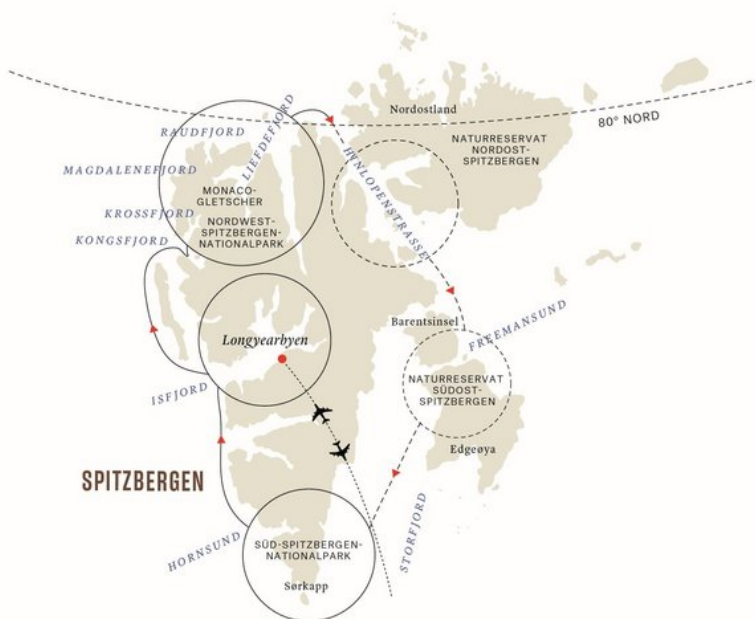 Nordostland
80° NORD
NATURRESERVAT
NORDOST-
SPITZBERGEN
RAUDFJORD
LIEFDEFJORD
HINLOPENSTRASSE
MAGDALENEFJORD
MONACO-
GLETSCHER
KROSSFJORD
NORDWEST-
SPITZBERGEN-
NATIONALPARK
KONGSFJORD
Barentsinsel
FREEMANSUND
Longyearbyen
ISFJORD
NATURRESERVAT
SÜDOST-
SPITZBERGEN
Edgeøya
SPITZBERGEN
STORFJORD
HORNSUND
SÜD-SPITZBERGEN-
NATIONALPARK
Sørkapp